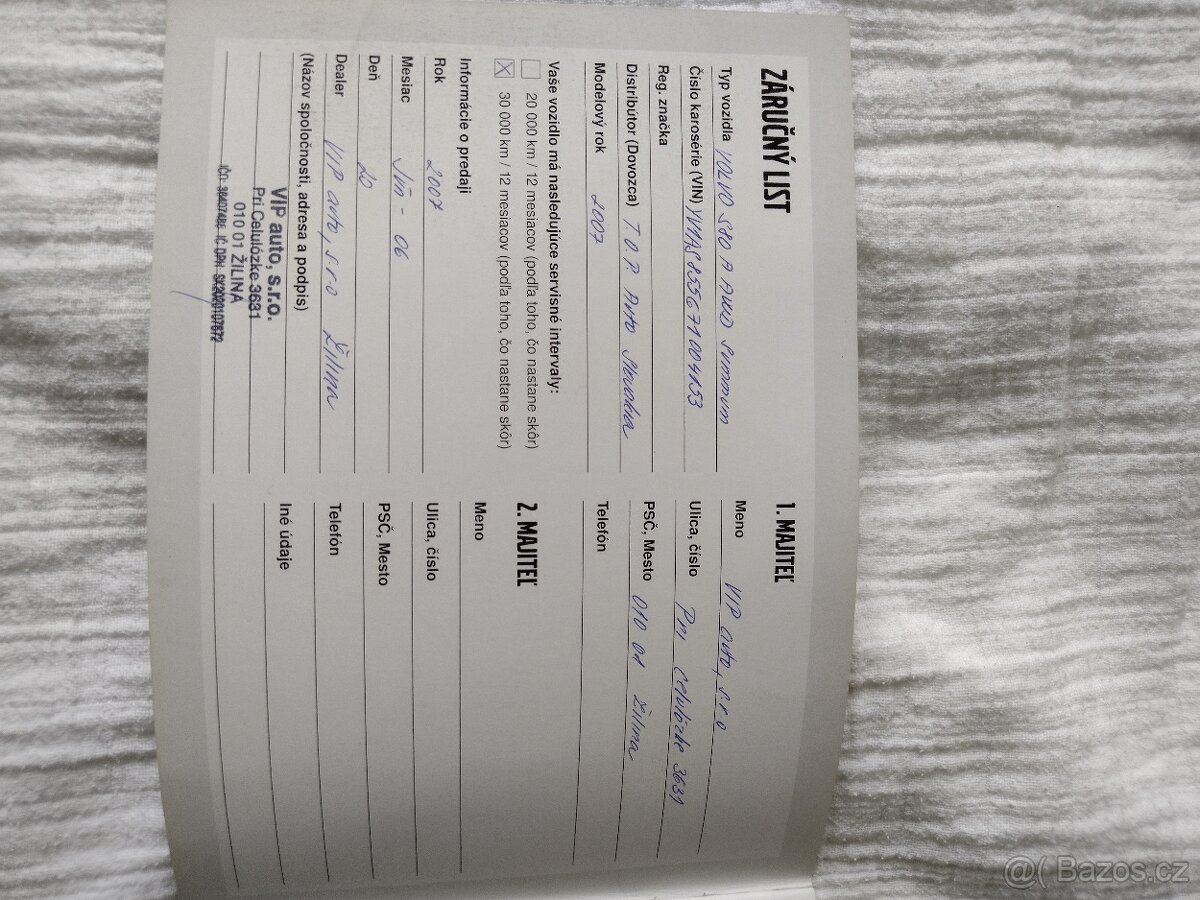 ZÁRUČNÝ LIST
Typ vozidla VOLVO S80 A AWD Summum
Číslo karosérie (VIN)
Reg. značka
Distribútor (Dovozca) T.O.P. Auto Slovakia
Modelový rok 2007
Vaše vozidlo má nasledujúce servisné intervaly:
20 000 km / 12 mesiacov (podľa toho, čo nastane skôr)
X 30 000 km / 12 mesiacov (podľa toho, čo nastane skôr)
Informácie o predaji
Rok 2007
Mesiac Jún - 06
Deň 20
Dealer VIP auto, s.r.o Žilina
(Názov spoločnosti, adresa a podpis)
VIP auto, s.r.o.
Pri Celulózke 3631
010 01 ŽILINA
IČO: 36407484 IČ DPH: SK2020107872
1. MAJITEĽ
Meno VIP auto, s.r.o
Ulica, číslo Pri celulózke 3631
PSČ, Mesto 010 01 Žilina
Telefón
2. MAJITEĽ
Meno
Ulica, číslo
PSČ, Mesto
Telefón
Iné údaje
@( Bazos.cz